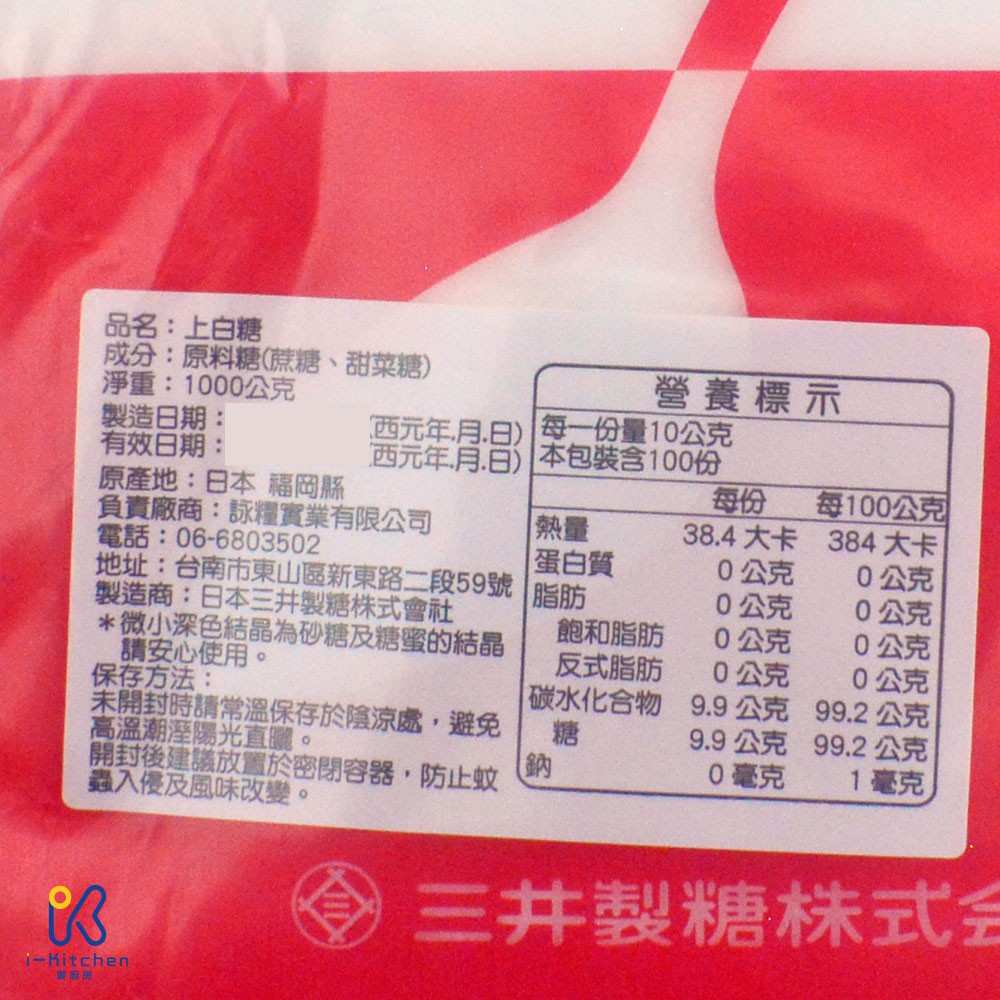 品名：上白糖
成分：原料糖(蔗糖、甜菜糖)
淨重：1000公克
製造日期：
(西元年.月.日)
有效日期：
(西元年.月.日)
原產地：日本 福岡縣
負責廠商：詠糧實業有限公司
電話：06-6803502
地址：台南市東山區新東路二段59號
製造商：日本三井製糖株式會社
＊微小深色結晶為砂糖及糖蜜的結晶
請安心使用。
保存方法：
未開封時請常溫保存於陰涼處，避免
高溫潮溼陽光直曬。
開封後建議放置於密閉容器，防止蚊
蟲入侵及風味改變。
營養標示
每一份量10公克
本包裝含100份
每份 每100公克
熱量 38.4 大卡 384 大卡
蛋白質 0 公克 0 公克
脂肪 0 公克 0 公克
飽和脂肪 0 公克 0 公克
反式脂肪 0 公克 0 公克
碳水化合物 9.9 公克 99.2 公克
糖 9.9 公克 99.2 公克
鈉 0 毫克 1 毫克
三井製糖株式会
i-Kitchen
愛廚房